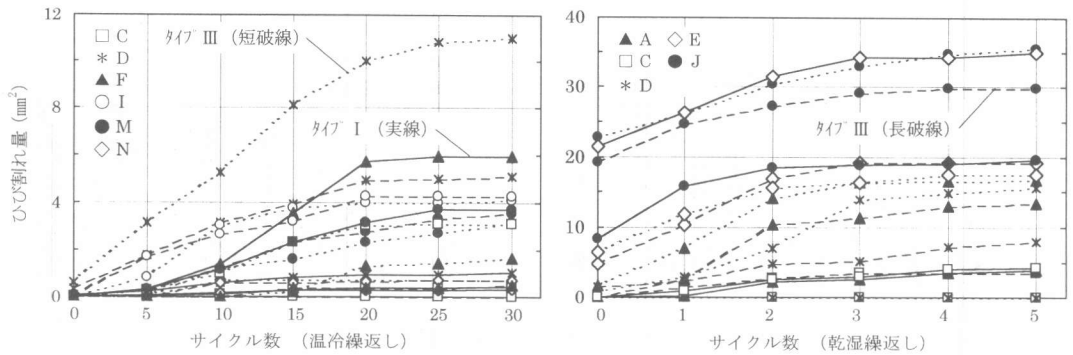 12
8
4
0
0
5
10
15
20
25
30
ひび割れ量 (mm²)
サイクル数 (温冷繰返し)
C
D
F
I
M
N
ﾀｲﾌﾟ Ⅲ (短破線)
ﾀｲﾌﾟ Ⅰ (実線)
40
30
20
10
0
0
1
2
3
4
5
サイクル数 (乾湿繰返し)
A
E
C
J
D
ﾀｲﾌﾟ Ⅲ (長破線)